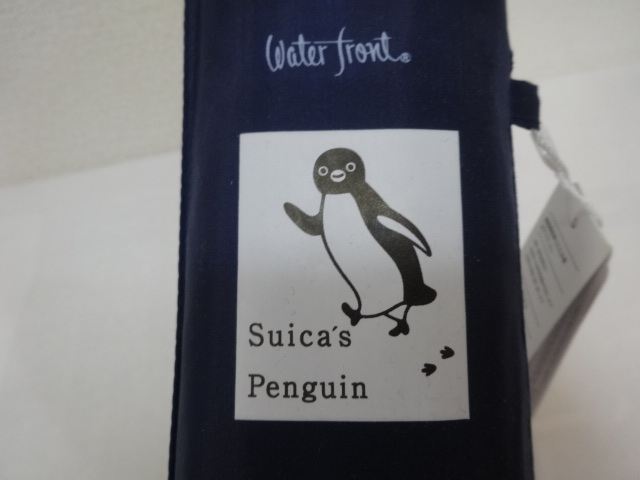 Water front®
Suica's
Penguin